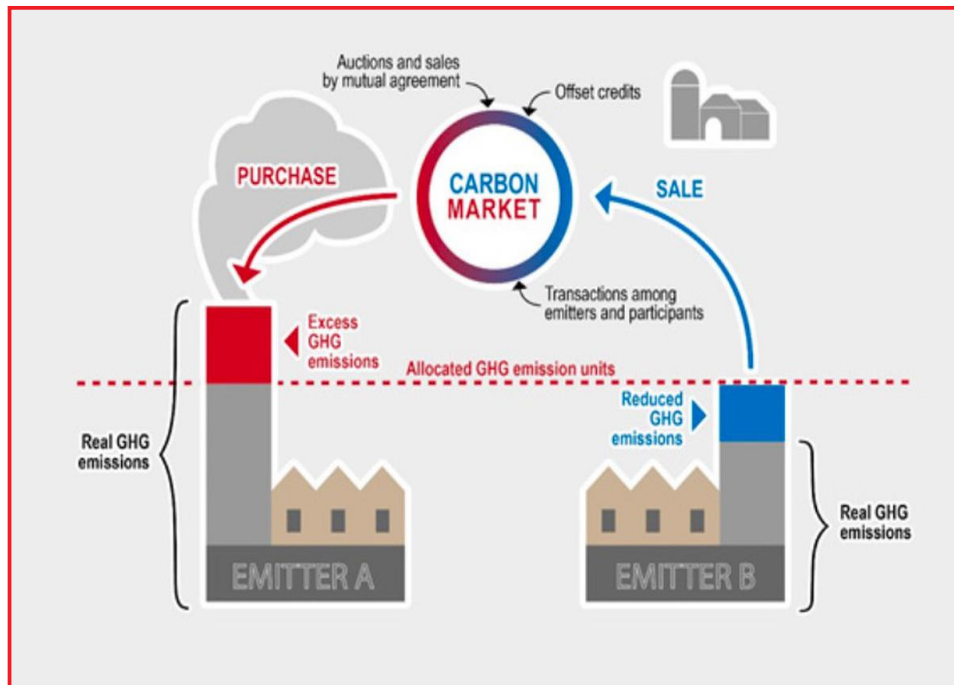 Auctions and sales
by mutual agreement
Offset credits
PURCHASE
CARBON
MARKET
SALE
Transactions among
emitters and participants
Excess
GHG
emissions
Allocated GHG emission units
Reduced
GHG
emissions
Real GHG
emissions
Real GHG
emissions
EMITTER A
EMITTER B